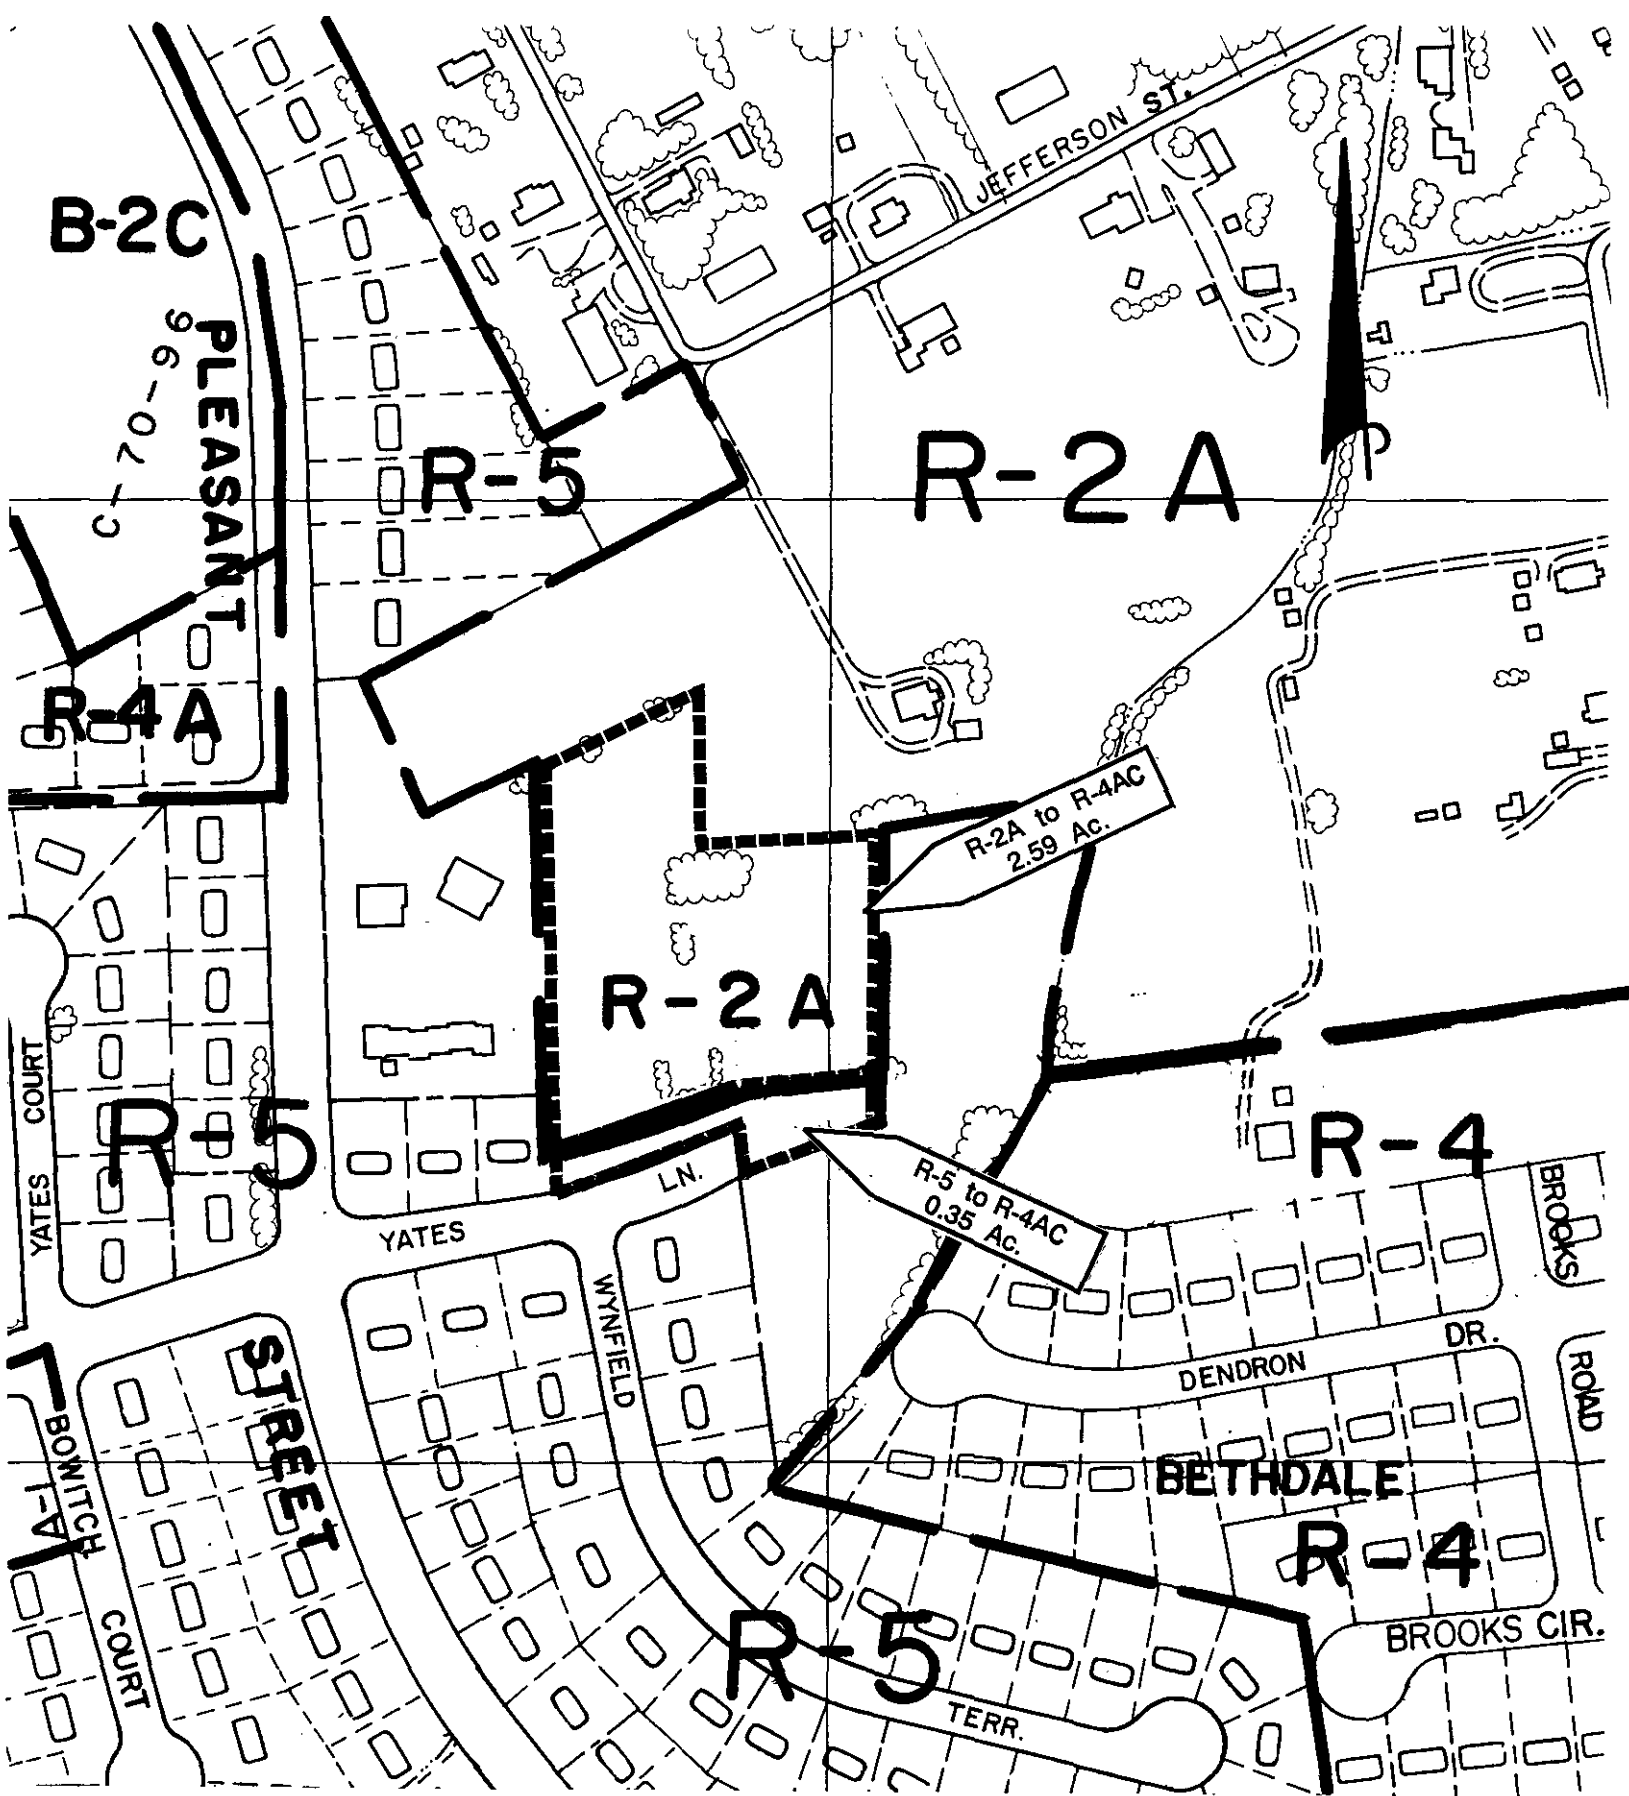 JEFFERSON ST.
B-2C
C-70-99
PLEASANT
R-5
R-2A
R-4A
R-2A to R-4AC
2.59 Ac.
R-2A
YATES COURT
R-5
R-4
R-5 to R-4AC
0.35 Ac.
YATES LN.
BROOKS ROAD
WYNFIELD TERR.
STREET
DENDRON DR.
BOWITCH COURT
A-1
BETHDALE
R-4
R-5
BROOKS CIR.